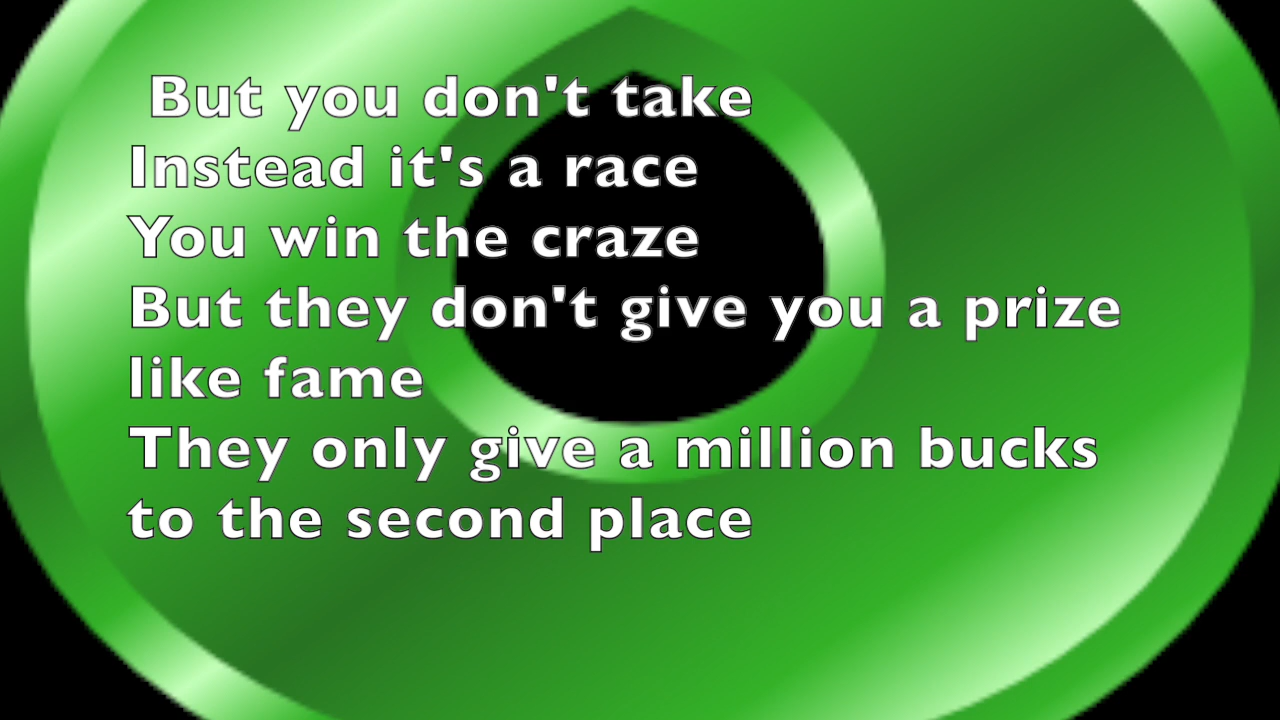 But you don't take
Instead it's a race
You win the craze
But they don't give you a prize
like fame
They only give a million bucks
to the second place